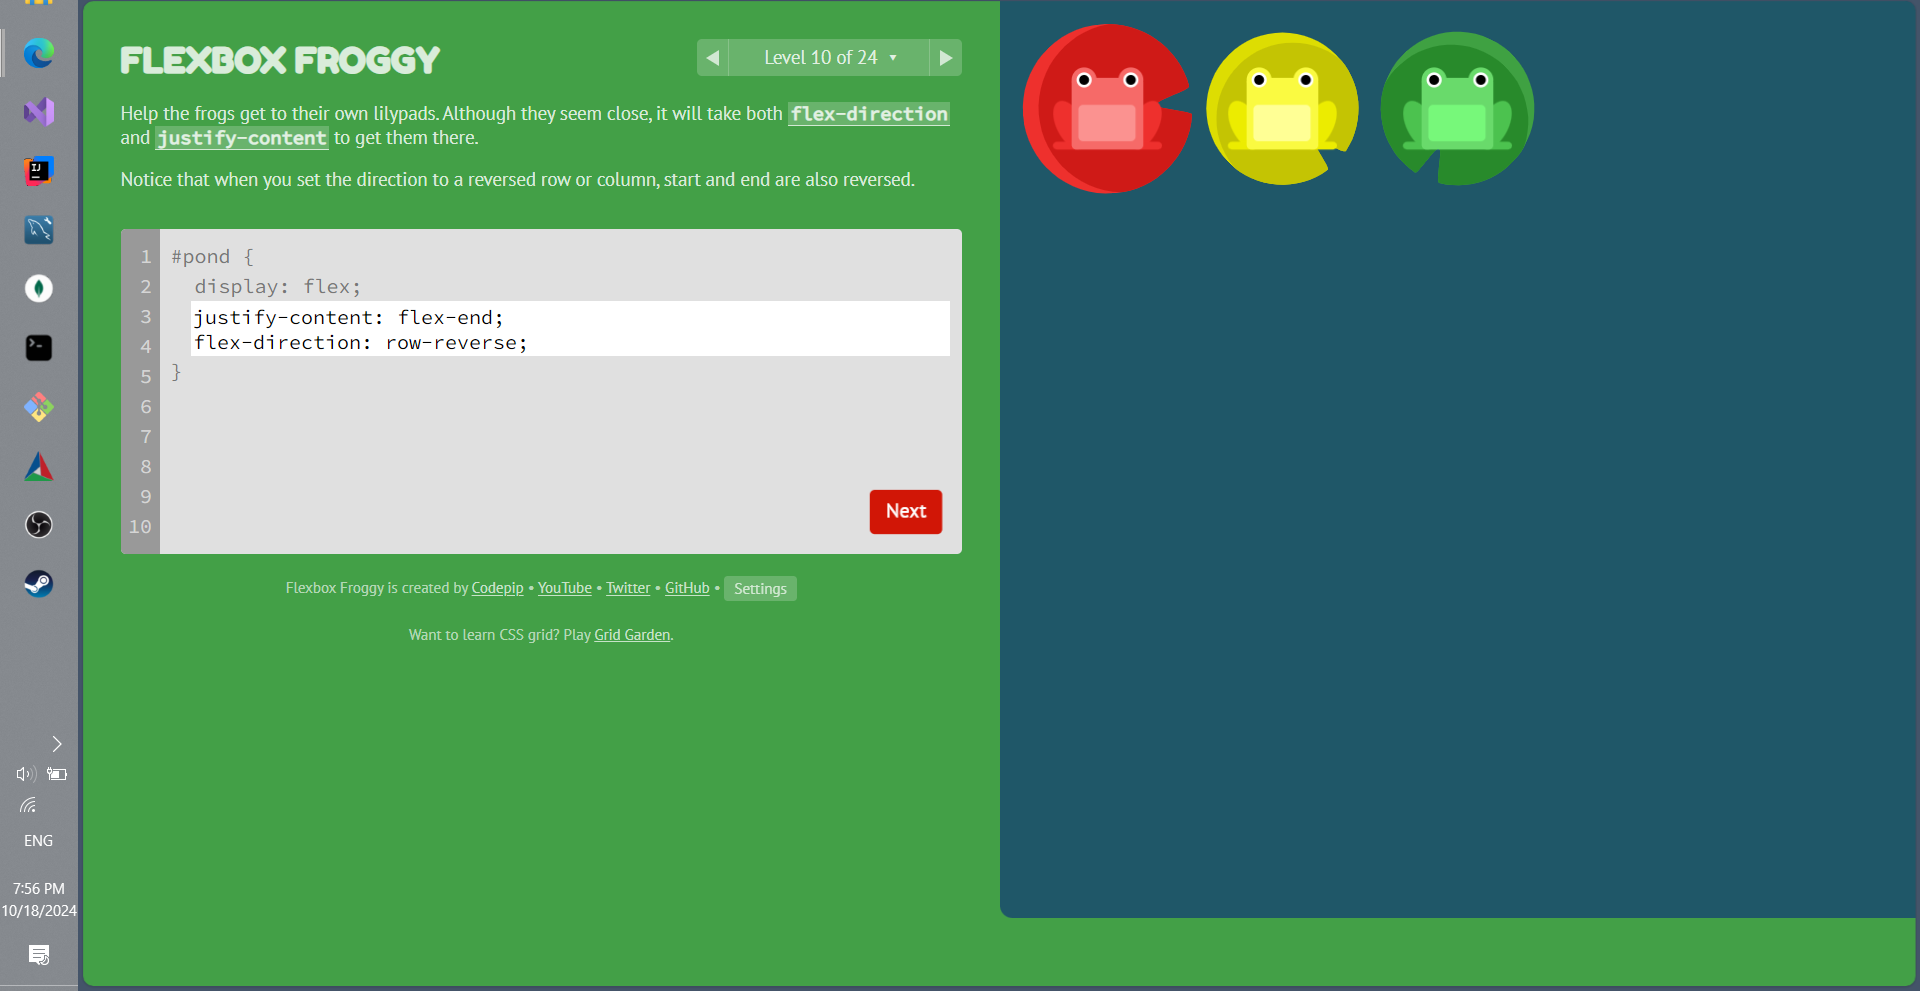 FLEXBOX FROGGY
Level 10 of 24
Help the frogs get to their own lilypads. Although they seem close, it will take both flex-direction
and justify-content to get them there.
Notice that when you set the direction to a reversed row or column, start and end are also reversed.
1 #pond {
2 display: flex;
3 justify-content: flex-end;
4 flex-direction: row-reverse;
5 }
6
7
8
9
10
Next
Flexbox Froggy is created by Codepip • YouTube • Twitter • GitHub • Settings
Want to learn CSS grid? Play Grid Garden.
IJ
ENG
7:56 PM
10/18/2024